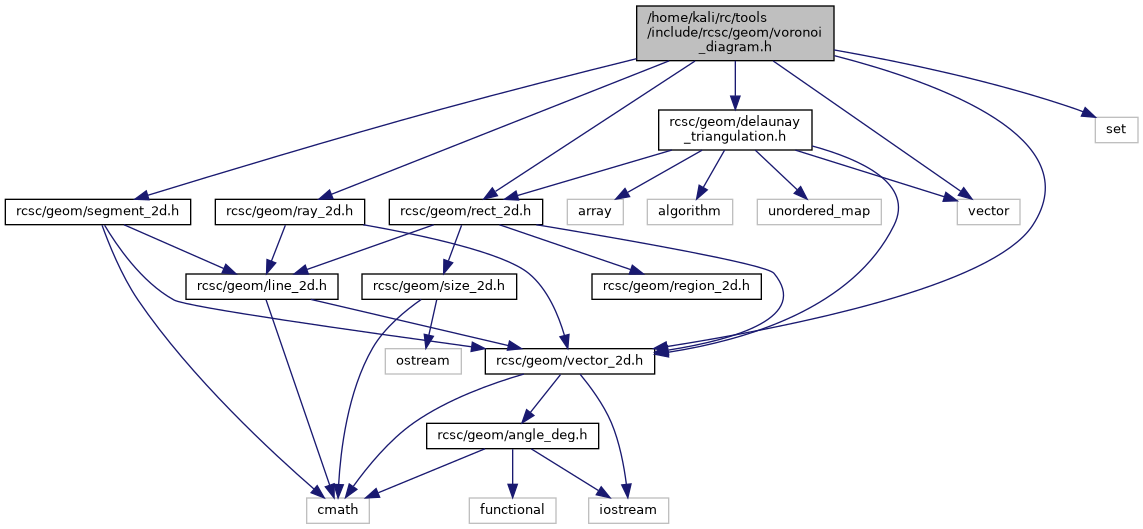 /home/kali/rc/tools
/include/rcsc/geom/voronoi
_diagram.h
rcsc/geom/delaunay
_triangulation.h
set
rcsc/geom/segment_2d.h
rcsc/geom/ray_2d.h
rcsc/geom/rect_2d.h
array
algorithm
unordered_map
vector
rcsc/geom/line_2d.h
rcsc/geom/size_2d.h
rcsc/geom/region_2d.h
ostream
rcsc/geom/vector_2d.h
rcsc/geom/angle_deg.h
cmath
functional
iostream